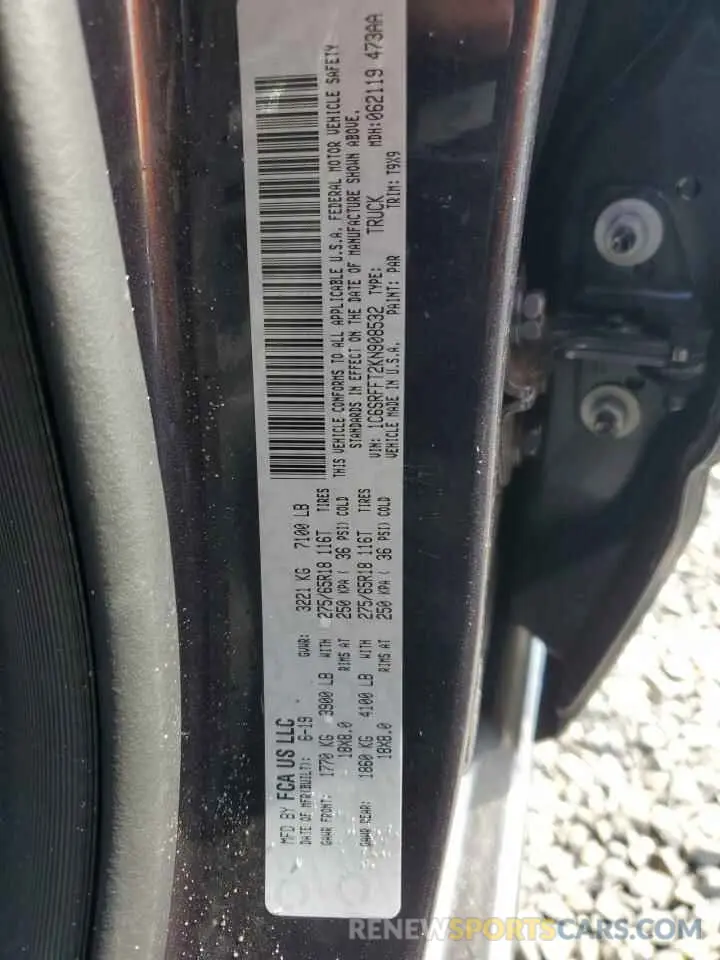 MFD BY FCA US LLC
DATE OF MFR(BUILT): 6-19 GVWR: 3221 KG 7100 LB
GAWR FRONT: 1770 KG 3900 LB WITH 275/65R18 116T TIRES
18X8.0 RIMS AT 250 KPA ( 36 PSI) COLD
GAWR REAR: 1860 KG 4100 LB WITH 275/65R18 116T TIRES
18X8.0 RIMS AT 250 KPA ( 36 PSI) COLD
THIS VEHICLE CONFORMS TO ALL APPLICABLE U.S.A. FEDERAL MOTOR VEHICLE SAFETY
STANDARDS IN EFFECT ON THE DATE OF MANUFACTURE SHOWN ABOVE.
VIN: 1C6SRFFT2KN908532 TYPE: TRUCK MDH:062119 473AA
VEHICLE MADE IN U.S.A. PAINT: PAR TRIM: T9X9
RENEWSPORTSCARS.COM